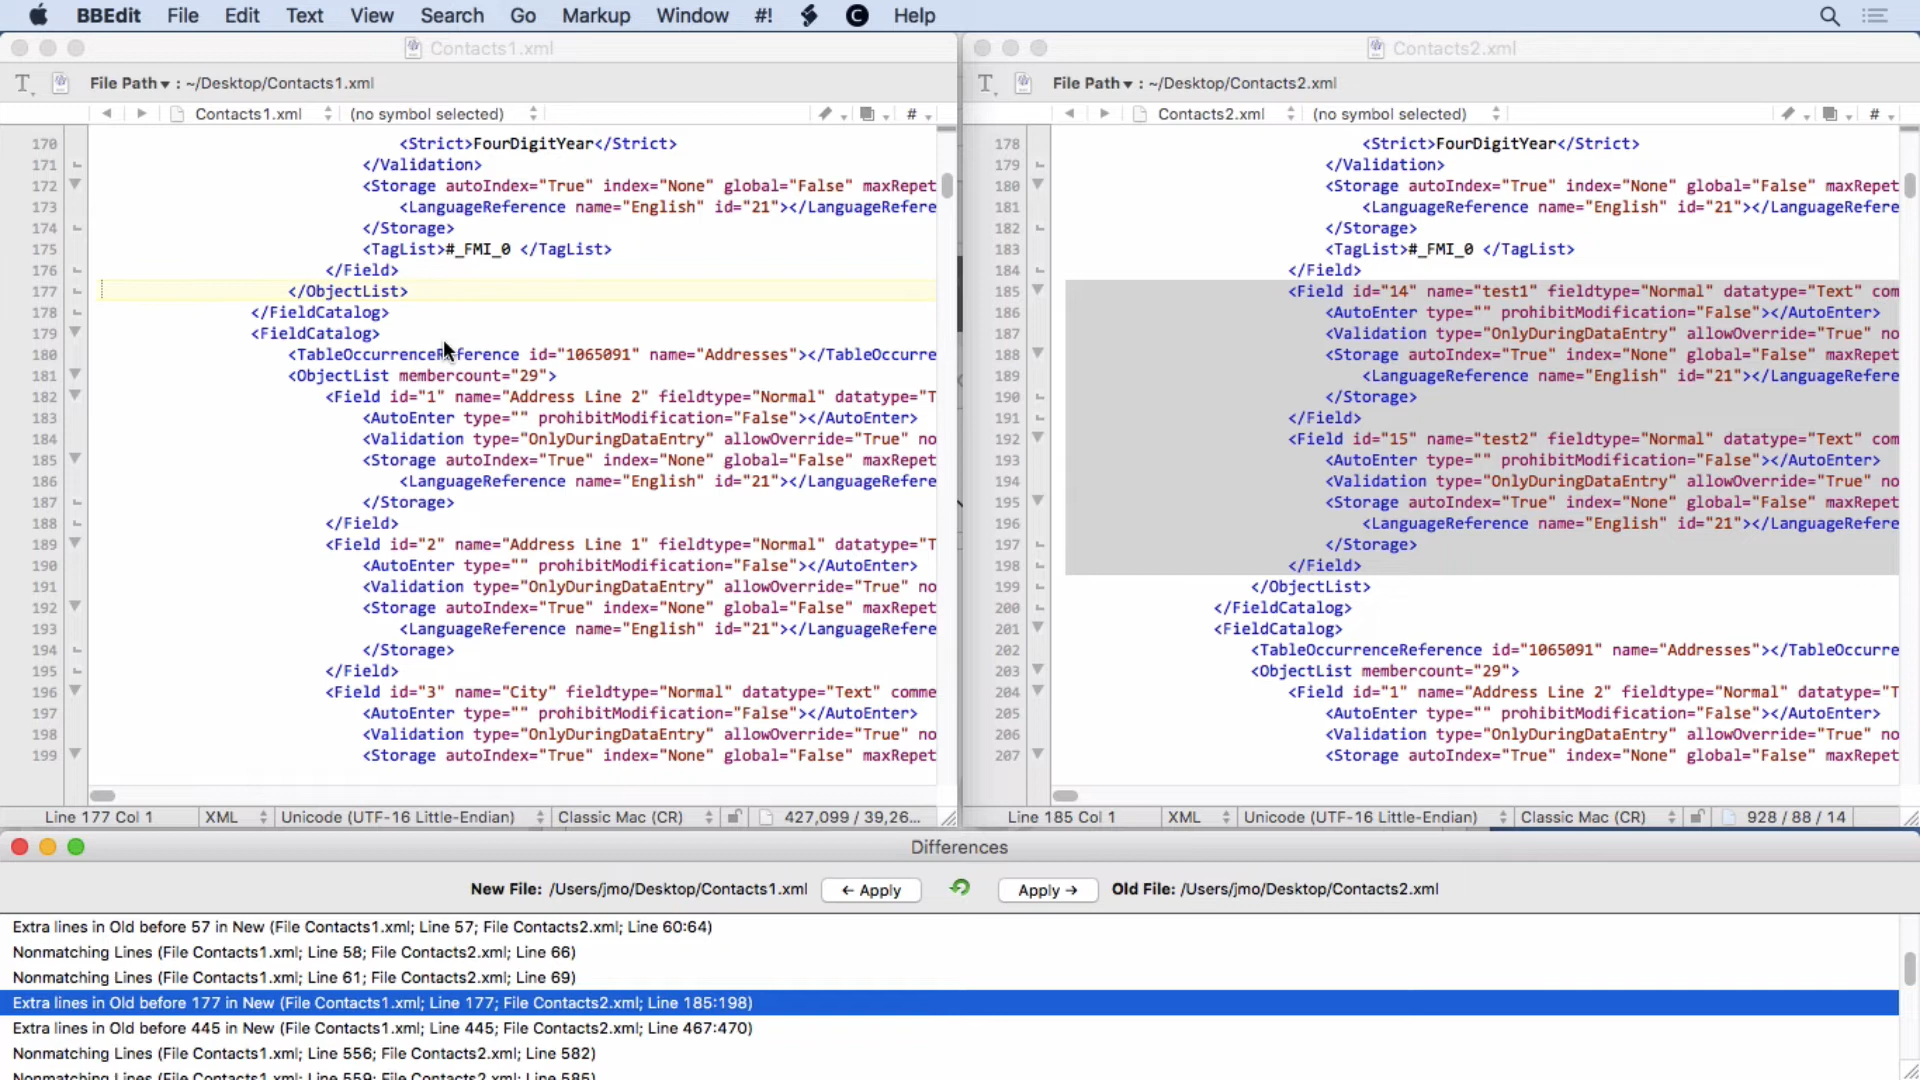 BBEdit File Edit Text View Search Go Markup Window #! Help
Contacts1.xml
File Path : ~/Desktop/Contacts1.xml
Contacts1.xml (no symbol selected) #
170 <Strict>FourDigitYear</Strict>
171 </Validation>
172 <Storage autoIndex="True" index="None" global="False" maxRepet
173 <LanguageReference name="English" id="21"></LanguageRefere
174 </Storage>
175 <TagList>#_FMI_0 </TagList>
176 </Field>
177 </ObjectList>
178 </FieldCatalog>
179 <FieldCatalog>
180 <TableOccurrenceReference id="1065091" name="Addresses"></TableOccurre
181 <ObjectList membercount="29">
182 <Field id="1" name="Address Line 2" fieldtype="Normal" datatype="T
183 <AutoEnter type="" prohibitModification="False"></AutoEnter>
184 <Validation type="OnlyDuringDataEntry" allowOverride="True" no
185 <Storage autoIndex="True" index="None" global="False" maxRepet
186 <LanguageReference name="English" id="21"></LanguageRefere
187 </Storage>
188 </Field>
189 <Field id="2" name="Address Line 1" fieldtype="Normal" datatype="T
190 <AutoEnter type="" prohibitModification="False"></AutoEnter>
191 <Validation type="OnlyDuringDataEntry" allowOverride="True" no
192 <Storage autoIndex="True" index="None" global="False" maxRepet
193 <LanguageReference name="English" id="21"></LanguageRefere
194 </Storage>
195 </Field>
196 <Field id="3" name="City" fieldtype="Normal" datatype="Text" comme
197 <AutoEnter type="" prohibitModification="False"></AutoEnter>
198 <Validation type="OnlyDuringDataEntry" allowOverride="True" no
199 <Storage autoIndex="True" index="None" global="False" maxRepet
Line 177 Col 1 XML Unicode (UTF-16 Little-Endian) Classic Mac (CR) 427,099 / 39,26...
Contacts2.xml
File Path : ~/Desktop/Contacts2.xml
Contacts2.xml (no symbol selected) #
178 <Strict>FourDigitYear</Strict>
179 </Validation>
180 <Storage autoIndex="True" index="None" global="False" maxRepet
181 <LanguageReference name="English" id="21"></LanguageRefere
182 </Storage>
183 <TagList>#_FMI_0 </TagList>
184 </Field>
185 <Field id="14" name="test1" fieldtype="Normal" datatype="Text" com
186 <AutoEnter type="" prohibitModification="False"></AutoEnter>
187 <Validation type="OnlyDuringDataEntry" allowOverride="True" no
188 <Storage autoIndex="True" index="None" global="False" maxRepet
189 <LanguageReference name="English" id="21"></LanguageRefere
190 </Storage>
191 </Field>
192 <Field id="15" name="test2" fieldtype="Normal" datatype="Text" com
193 <AutoEnter type="" prohibitModification="False"></AutoEnter>
194 <Validation type="OnlyDuringDataEntry" allowOverride="True" no
195 <Storage autoIndex="True" index="None" global="False" maxRepet
196 <LanguageReference name="English" id="21"></LanguageRefere
197 </Storage>
198 </Field>
199 </ObjectList>
200 </FieldCatalog>
201 <FieldCatalog>
202 <TableOccurrenceReference id="1065091" name="Addresses"></TableOccurre
203 <ObjectList membercount="29">
204 <Field id="1" name="Address Line 2" fieldtype="Normal" datatype="T
205 <AutoEnter type="" prohibitModification="False"></AutoEnter>
206 <Validation type="OnlyDuringDataEntry" allowOverride="True" no
207 <Storage autoIndex="True" index="None" global="False" maxRepet
Line 185 Col 1 XML Unicode (UTF-16 Little-Endian) Classic Mac (CR) 928 / 88 / 14
Differences
New File: /Users/jmo/Desktop/Contacts1.xml ← Apply Apply → Old File: /Users/jmo/Desktop/Contacts2.xml
Extra lines in Old before 57 in New (File Contacts1.xml; Line 57; File Contacts2.xml; Line 60:64)
Nonmatching Lines (File Contacts1.xml; Line 58; File Contacts2.xml; Line 66)
Nonmatching Lines (File Contacts1.xml; Line 61; File Contacts2.xml; Line 69)
Extra lines in Old before 177 in New (File Contacts1.xml; Line 177; File Contacts2.xml; Line 185:198)
Extra lines in Old before 445 in New (File Contacts1.xml; Line 445; File Contacts2.xml; Line 467:470)
Nonmatching Lines (File Contacts1.xml; Line 556; File Contacts2.xml; Line 582)
Nonmatching Lines (File Contacts1.xml; Line 559; File Contacts2.xml; Line 585)